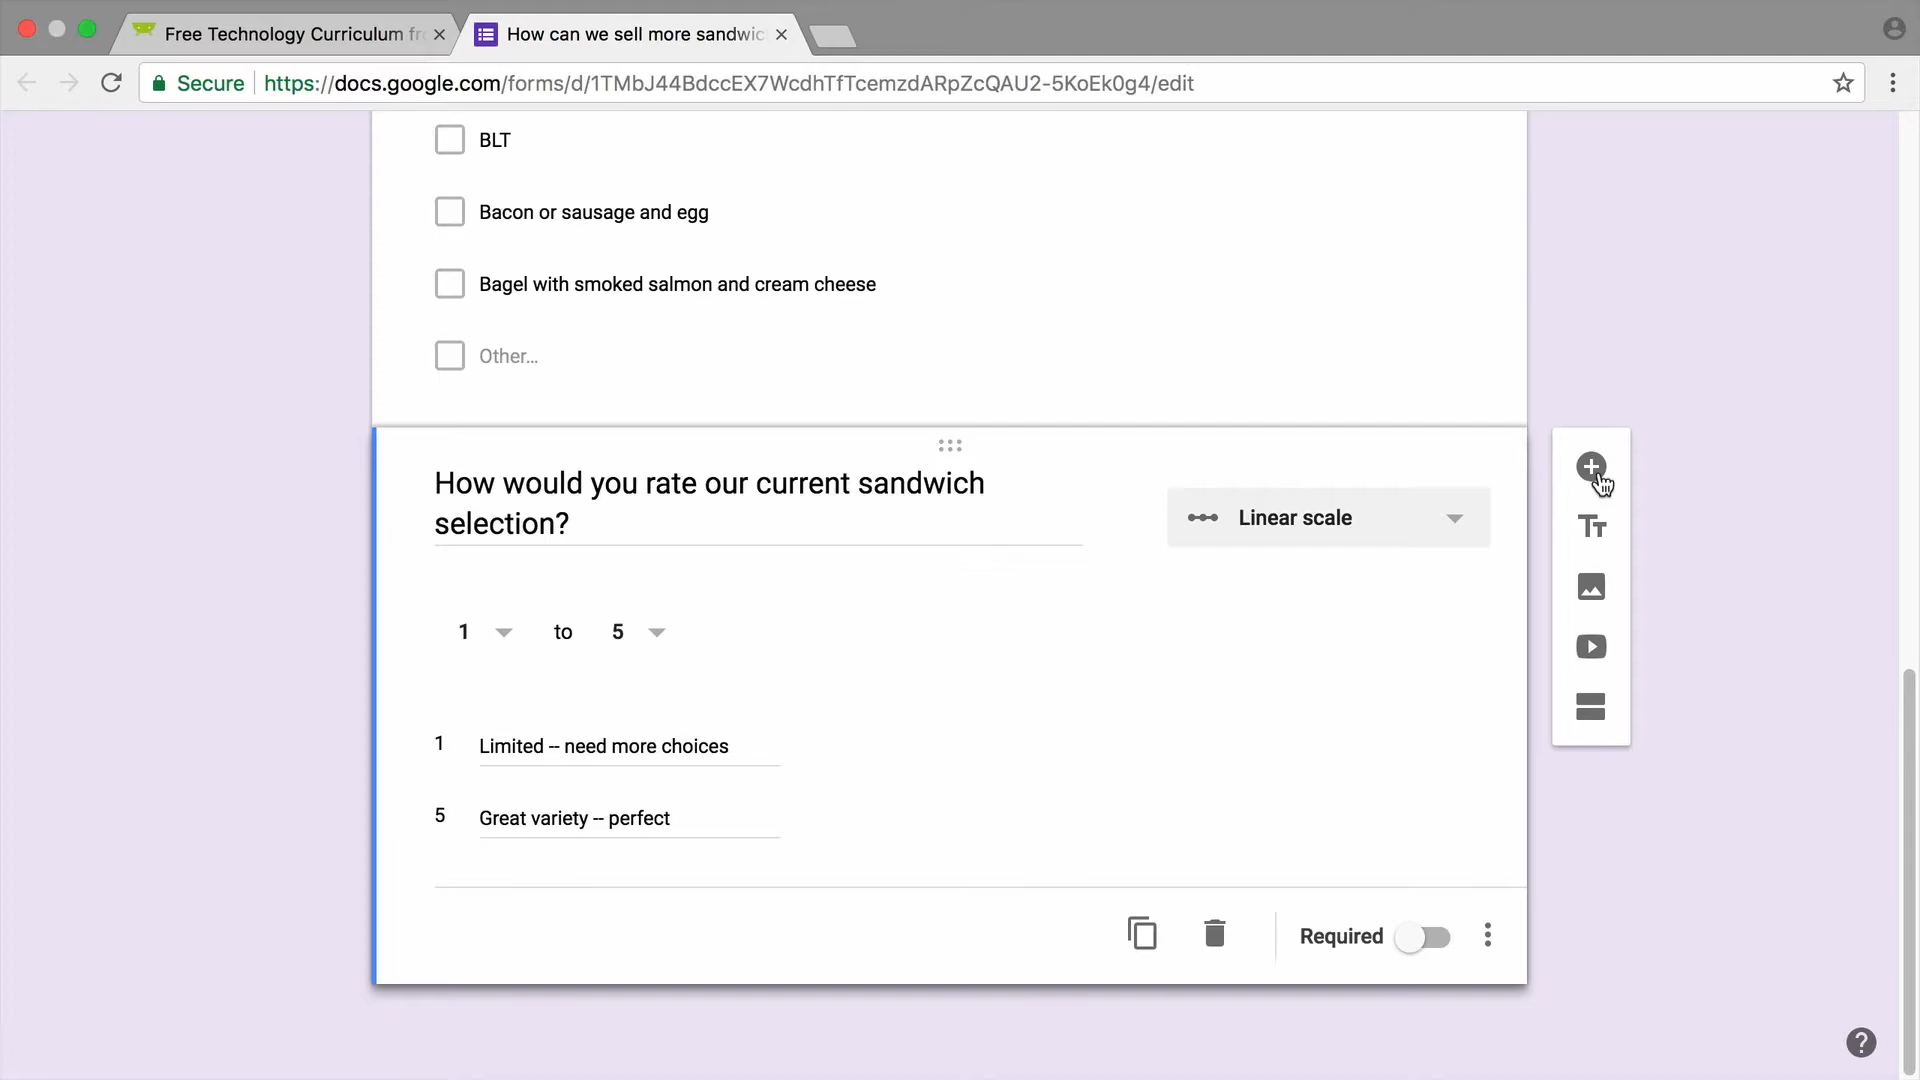 Free Technology Curriculum fr
How can we sell more sandwic
Secure
https://docs.google.com/forms/d/1TMbJ44BdccEX7WcdhTfTcemzdARpZcQAU2-5KoEk0g4/edit
BLT
Bacon or sausage and egg
Bagel with smoked salmon and cream cheese
Other...
How would you rate our current sandwich
selection?
Linear scale
1 to 5
1 Limited -- need more choices
5 Great variety -- perfect
Required